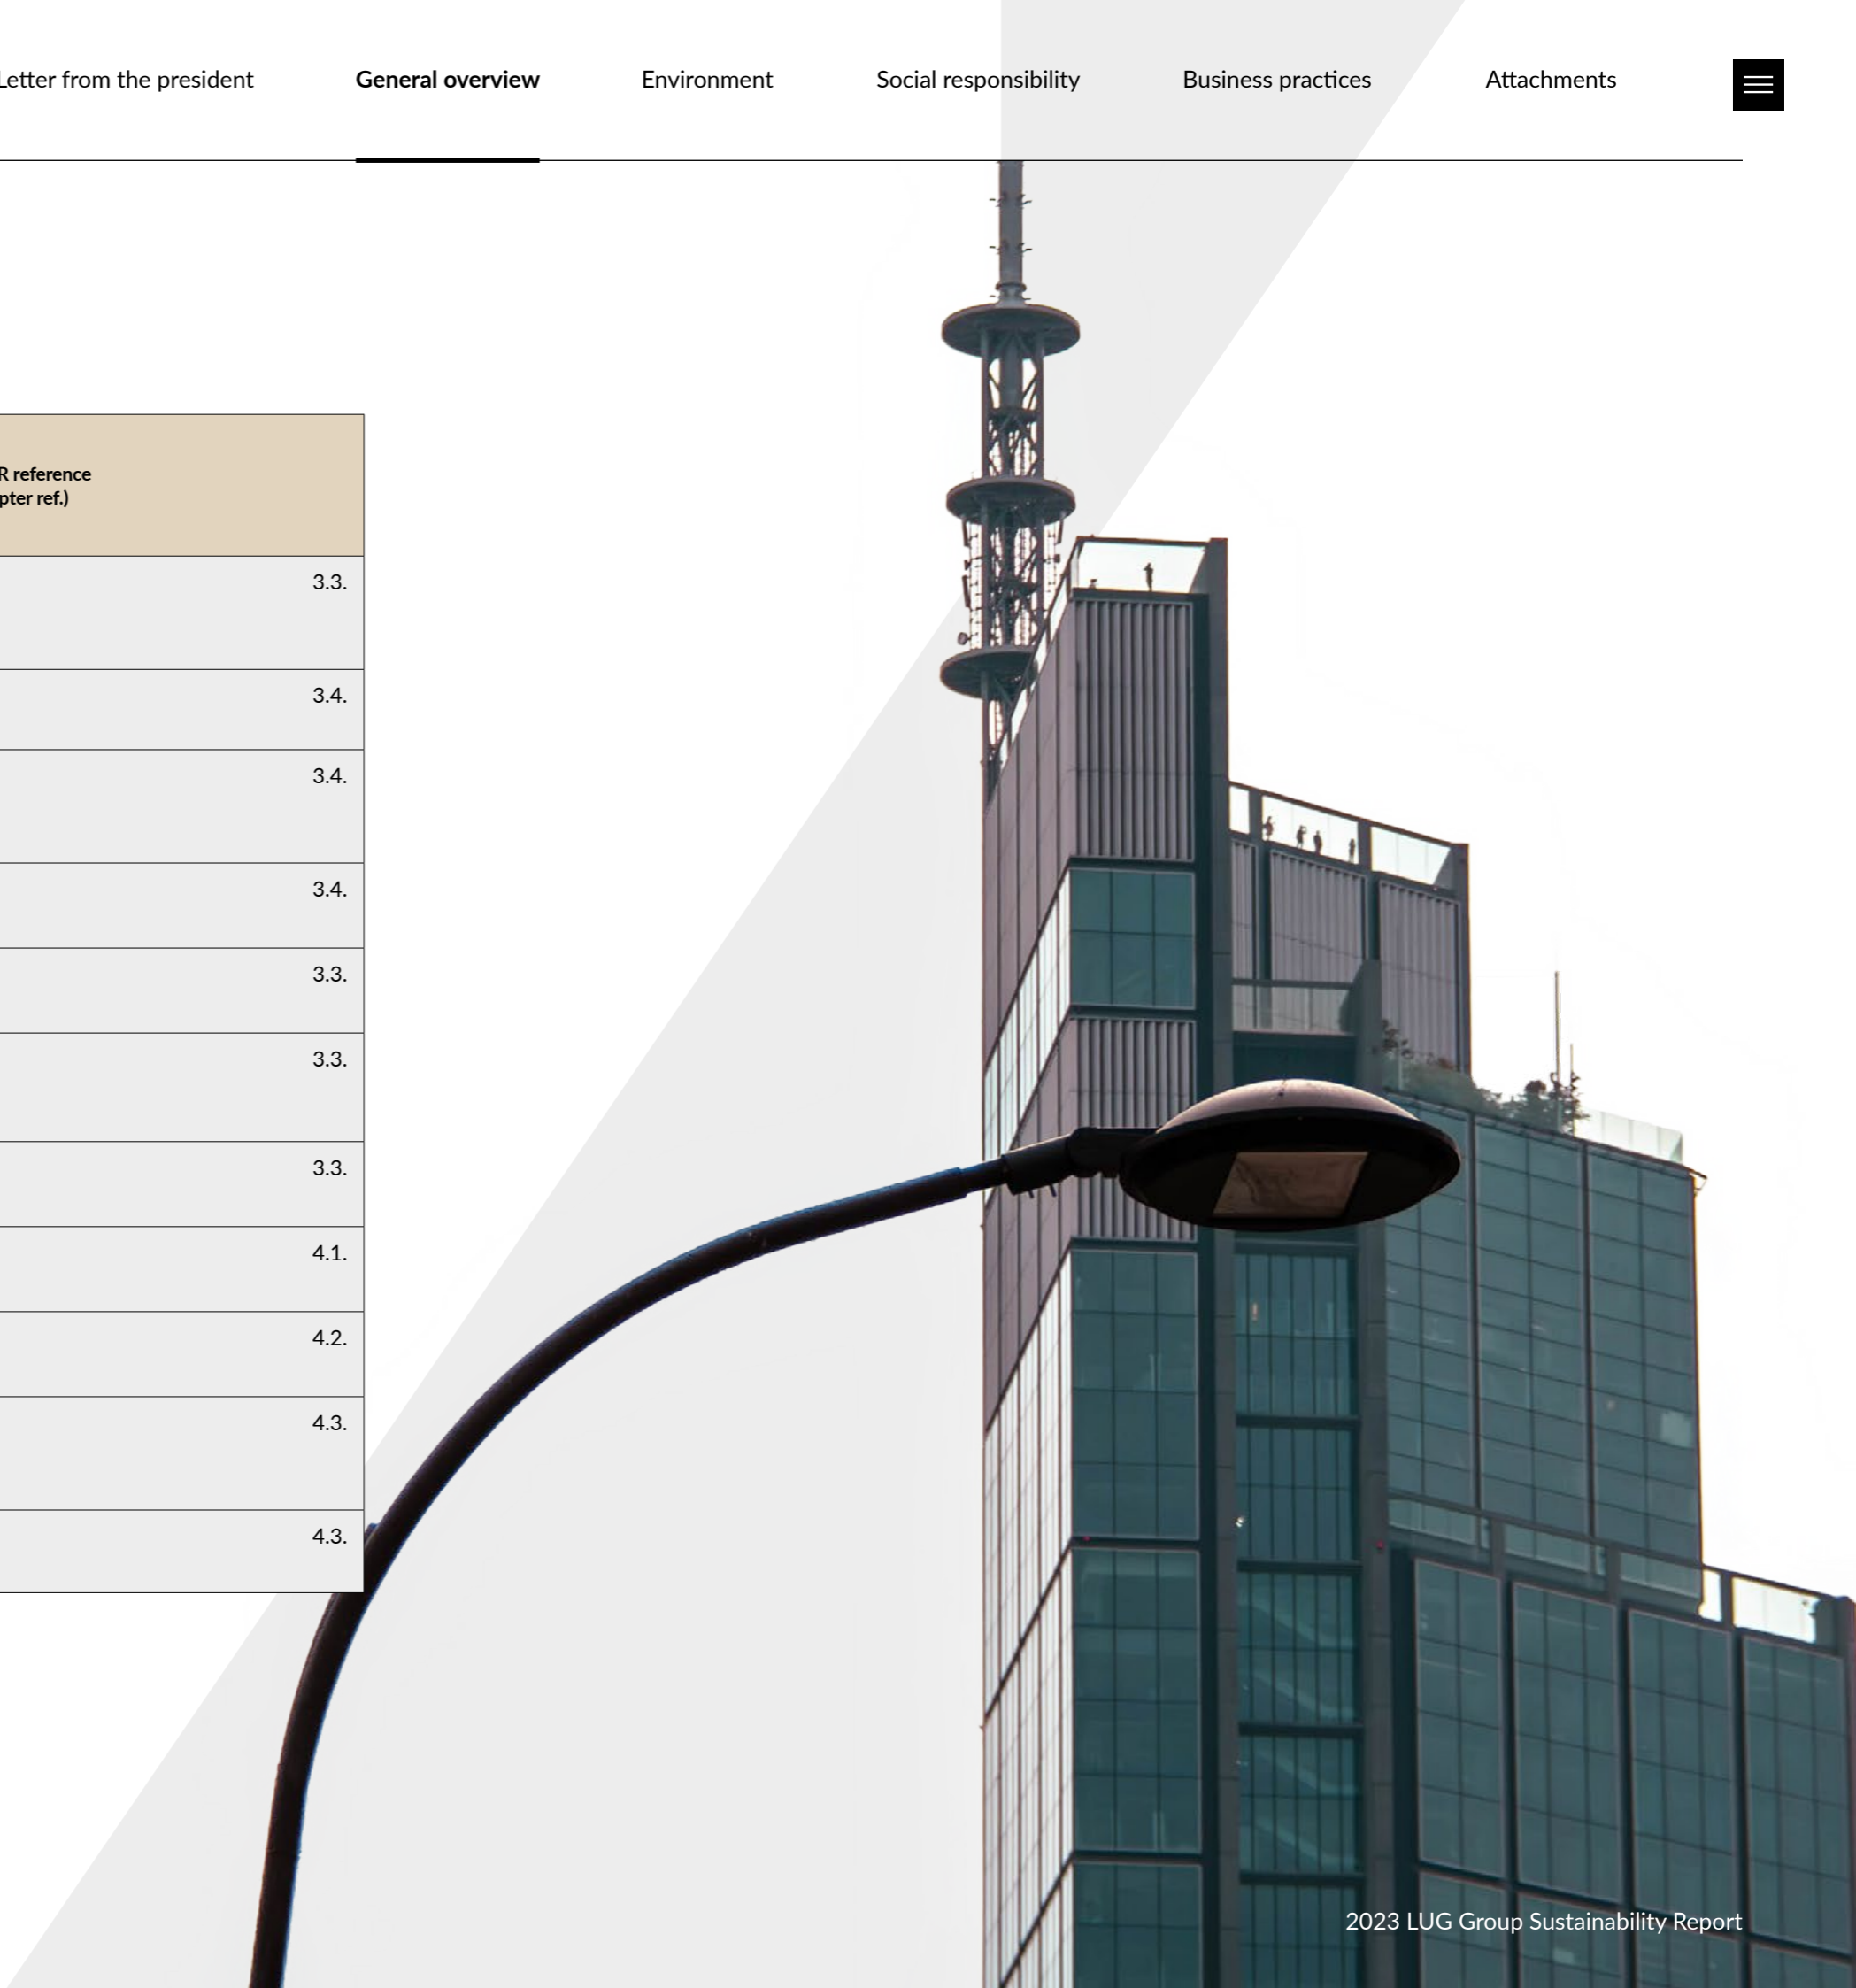 Letter from the president
General overview
Environment
Social responsibility
Business practices
Attachments
R reference
pter ref.)
3.3.
3.4.
3.4.
3.4.
3.3.
3.3.
3.3.
4.1.
4.2.
4.3.
4.3.
2023 LUG Group Sustainability Report